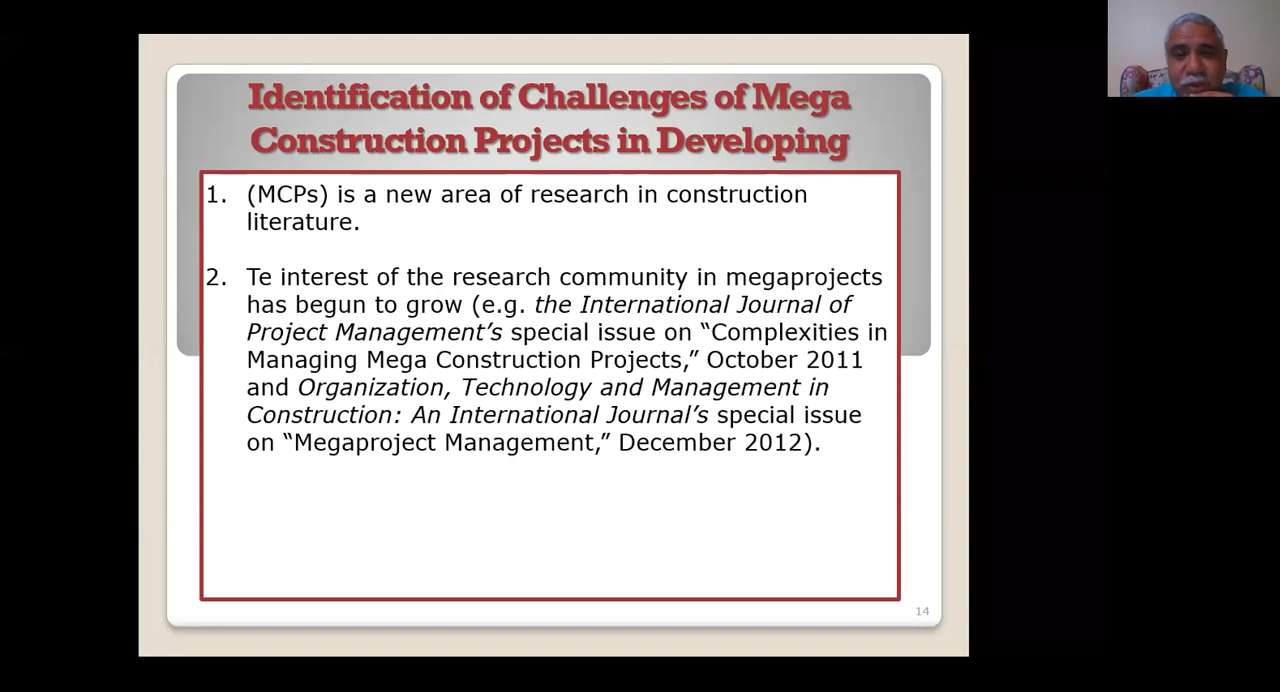 Identification of Challenges of Mega
Construction Projects in Developing
1. (MCPs) is a new area of research in construction
literature.
2. Te interest of the research community in megaprojects
has begun to grow (e.g. the International Journal of
Project Management’s special issue on “Complexities in
Managing Mega Construction Projects,” October 2011
and Organization, Technology and Management in
Construction: An International Journal’s special issue
on “Megaproject Management,” December 2012).
14